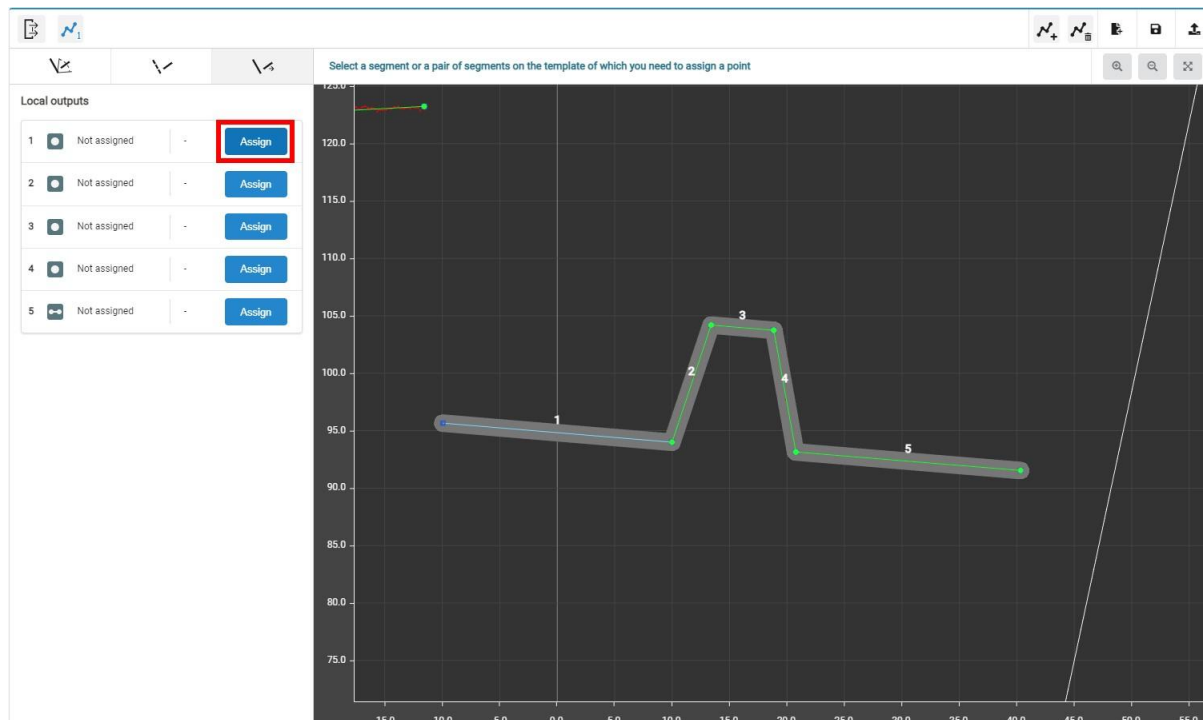 1
Select a segment or a pair of segments on the template of which you need to assign a point
Local outputs
1 Not assigned - Assign
2 Not assigned - Assign
3 Not assigned - Assign
4 Not assigned - Assign
5 Not assigned - Assign
125.0
120.0
115.0
110.0
105.0
100.0
95.0
90.0
85.0
80.0
75.0
1
2
3
4
5
-15.0 -10.0 -5.0 0.0 5.0 10.0 15.0 20.0 25.0 30.0 35.0 40.0 45.0 50.0 55.0